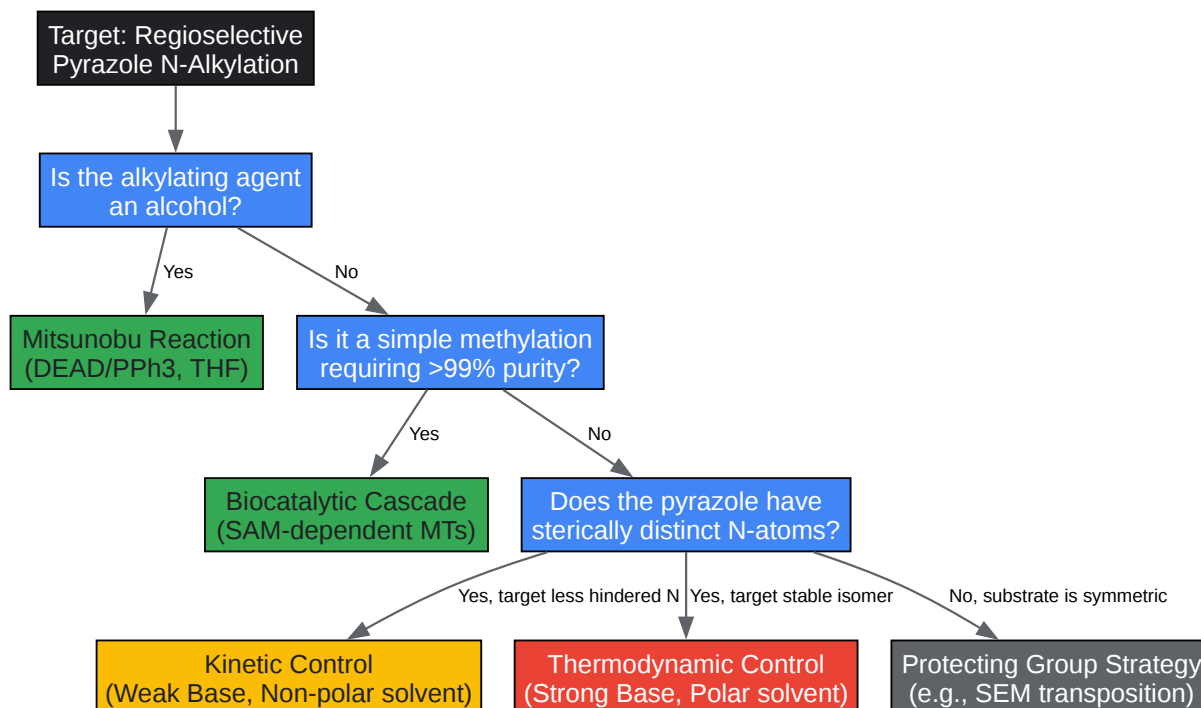 Target: Regioselective
Pyrazole N-Alkylation
Is the alkylating agent
an alcohol?
Yes
No
Mitsunobu Reaction
(DEAD/PPh3, THF)
Is it a simple methylation
requiring >99% purity?
Yes
No
Biocatalytic Cascade
(SAM-dependent MTs)
Does the pyrazole have
sterically distinct N-atoms?
Yes, target less hindered N
Yes, target stable isomer
No, substrate is symmetric
Kinetic Control
(Weak Base, Non-polar solvent)
Thermodynamic Control
(Strong Base, Polar solvent)
Protecting Group Strategy
(e.g., SEM transposition)